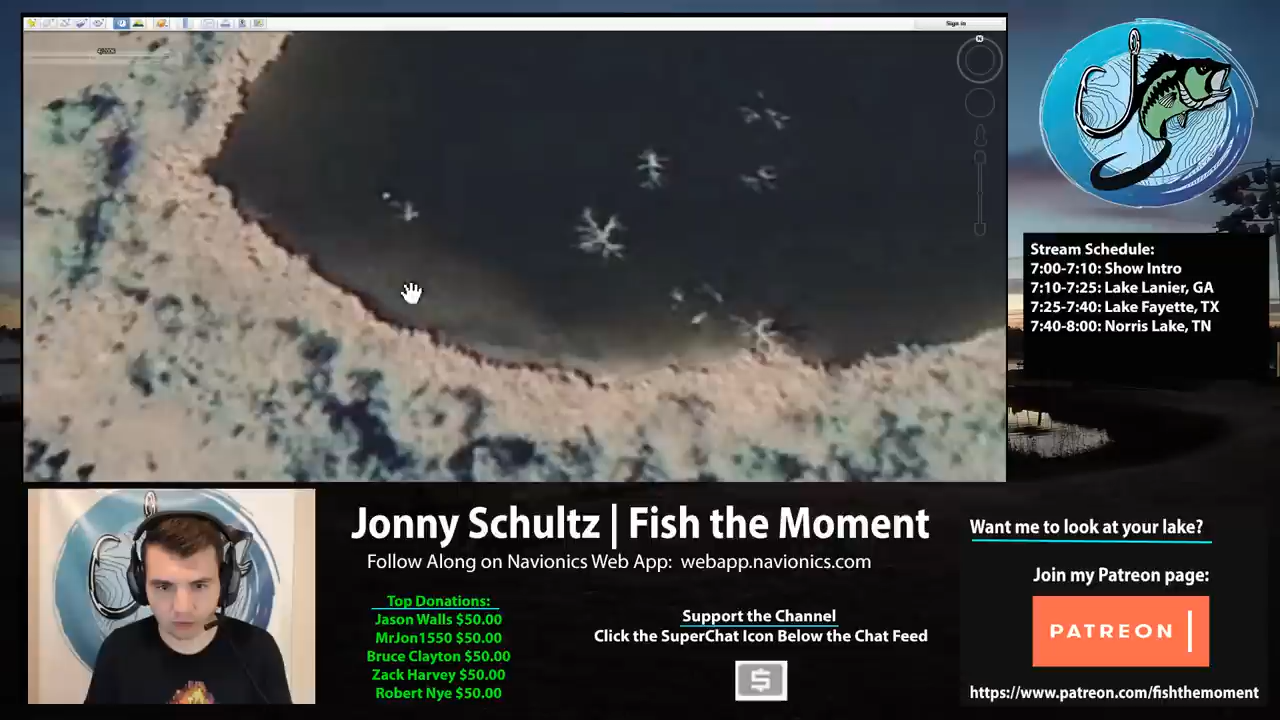 Sign in
N
Stream Schedule:
7:00-7:10: Show Intro
7:10-7:25: Lake Lanier, GA
7:25-7:40: Lake Fayette, TX
7:40-8:00: Norris Lake, TN
Jonny Schultz | Fish the Moment
Follow Along on Navionics Web App: webapp.navionics.com
Top Donations:
Jason Walls $50.00
MrJon1550 $50.00
Bruce Clayton $50.00
Zack Harvey $50.00
Robert Nye $50.00
Support the Channel
Click the SuperChat Icon Below the Chat Feed
$
Want me to look at your lake?
Join my Patreon page:
PATREON
https://www.patreon.com/fishthemoment